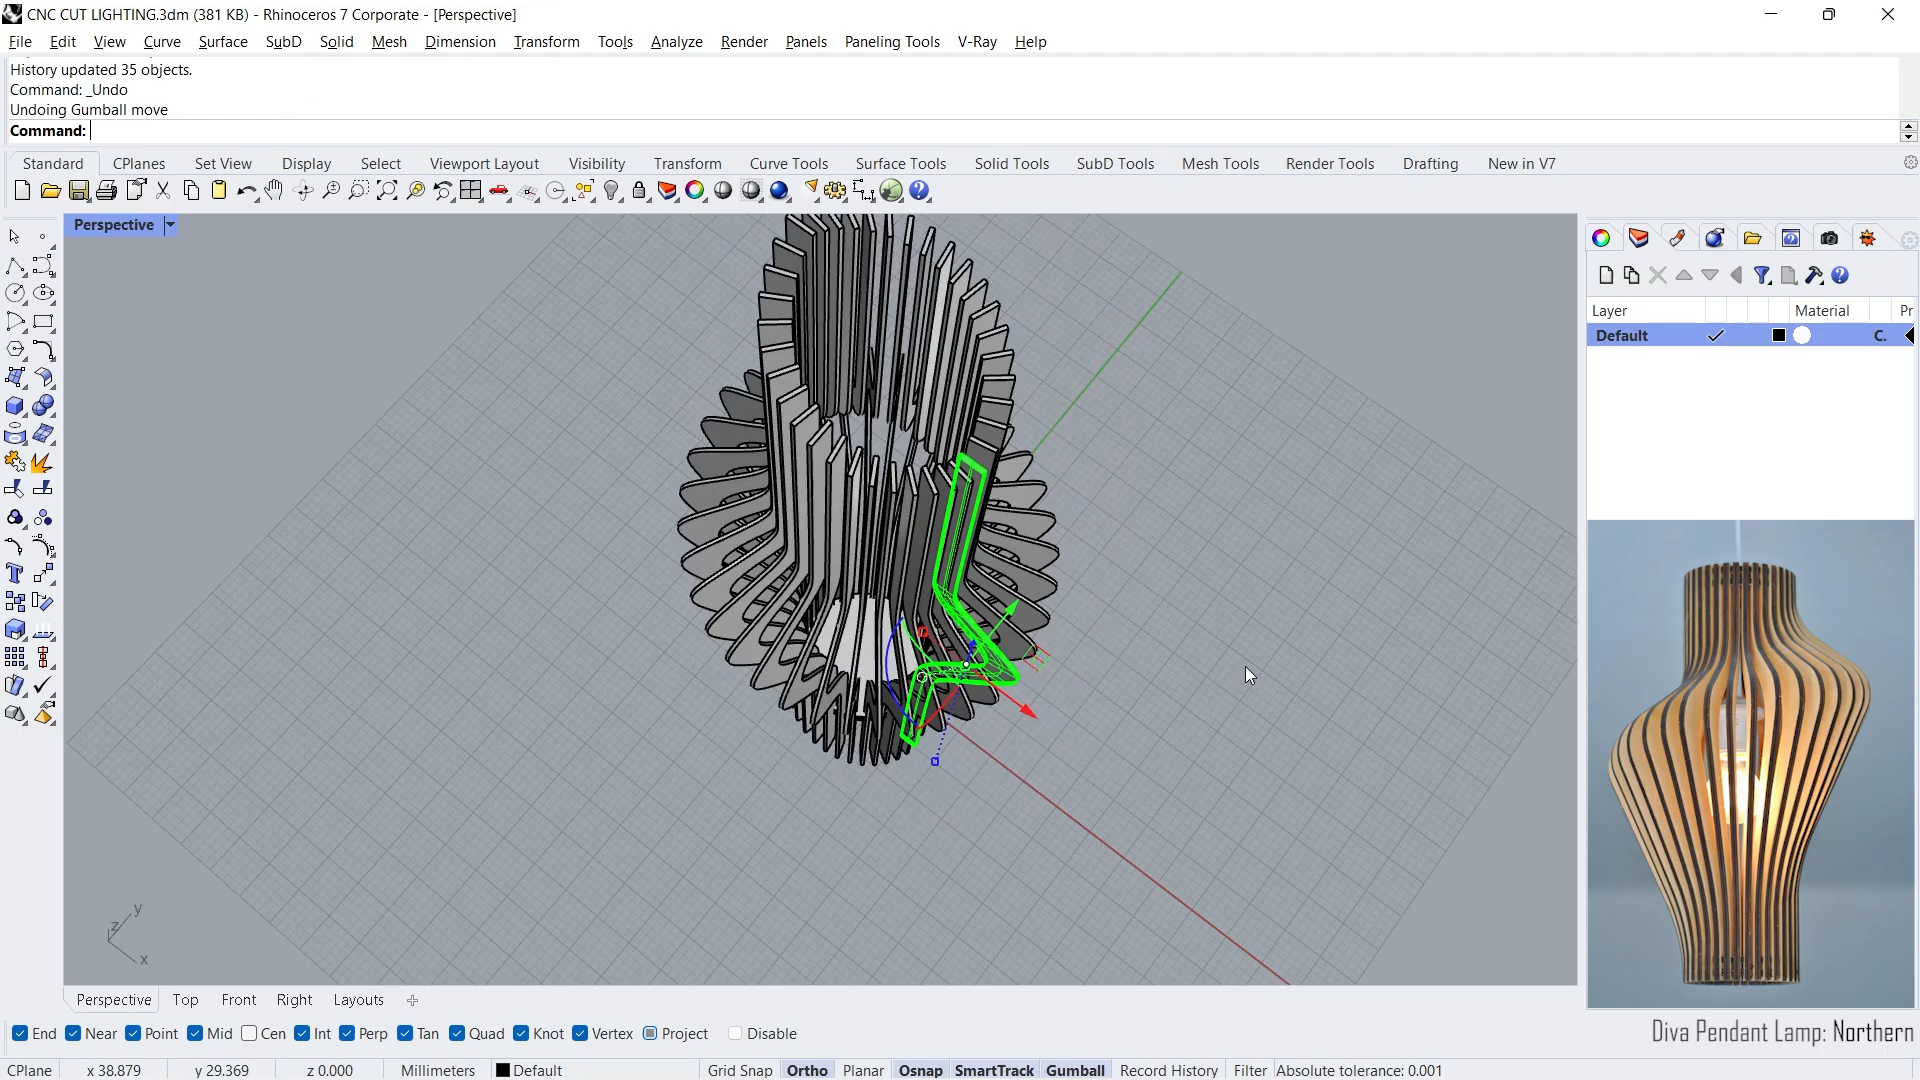 CNC CUT LIGHTING.3dm (381 KB) - Rhinoceros 7 Corporate - [Perspective]
File Edit View Curve Surface SubD Solid Mesh Dimension Transform Tools Analyze Render Panels Paneling Tools V-Ray Help
History updated 35 objects.
Command: _Undo
Undoing Gumball move
Command:
Standard CPlanes Set View Display Select Viewport Layout Visibility Transform Curve Tools Surface Tools Solid Tools SubD Tools Mesh Tools Render Tools Drafting New in V7
Perspective
Layer Material Pr
Default C.
y
z
x
Diva Pendant Lamp: Northern
Perspective Top Front Right Layouts
End Near Point Mid Cen Int Perp Tan Quad Knot Vertex Project Disable
CPlane x 38.879 y 29.369 z 0.000 Millimeters Default Grid Snap Ortho Planar Osnap SmartTrack Gumball Record History Filter Absolute tolerance: 0.001